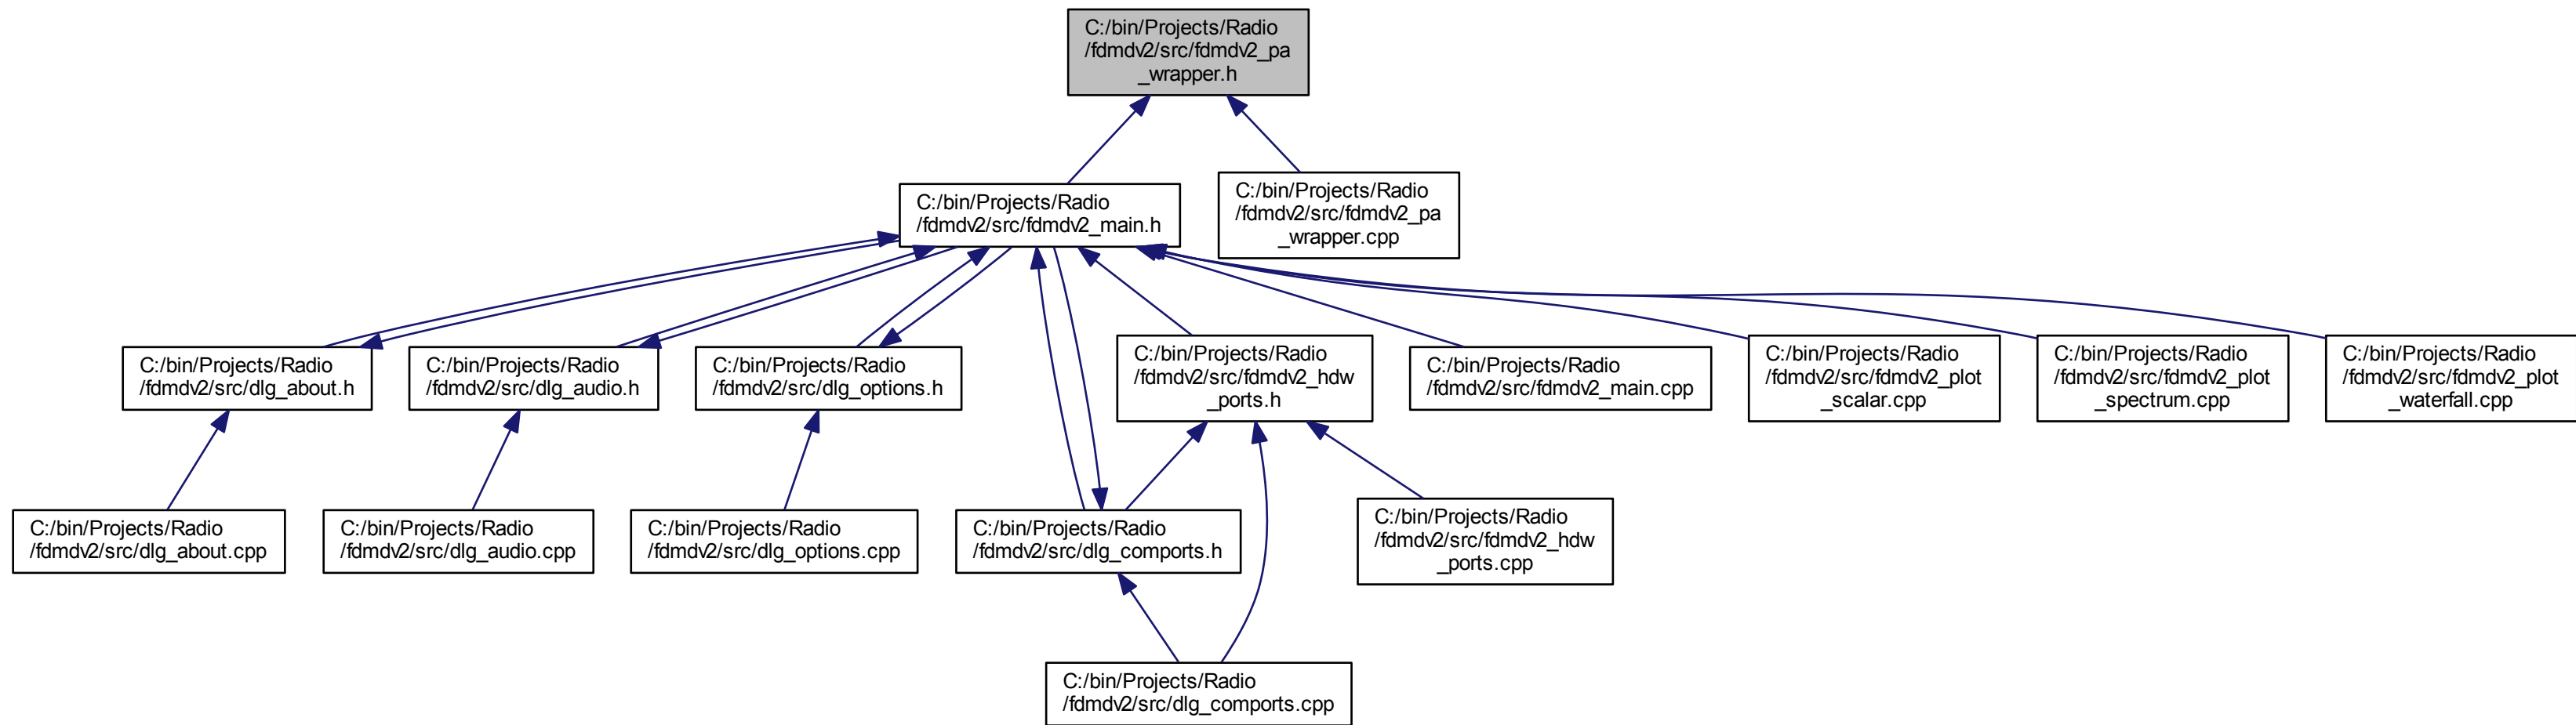 C:/bin/Projects/Radio
/fdmdv2/src/fdmdv2_pa
_wrapper.h
C:/bin/Projects/Radio
/fdmdv2/src/fdmdv2_main.h
C:/bin/Projects/Radio
/fdmdv2/src/fdmdv2_pa
_wrapper.cpp
C:/bin/Projects/Radio
/fdmdv2/src/dlg_about.h
C:/bin/Projects/Radio
/fdmdv2/src/dlg_audio.h
C:/bin/Projects/Radio
/fdmdv2/src/dlg_options.h
C:/bin/Projects/Radio
/fdmdv2/src/fdmdv2_hdw
_ports.h
C:/bin/Projects/Radio
/fdmdv2/src/fdmdv2_main.cpp
C:/bin/Projects/Radio
/fdmdv2/src/fdmdv2_plot
_scalar.cpp
C:/bin/Projects/Radio
/fdmdv2/src/fdmdv2_plot
_spectrum.cpp
C:/bin/Projects/Radio
/fdmdv2/src/fdmdv2_plot
_waterfall.cpp
C:/bin/Projects/Radio
/fdmdv2/src/dlg_about.cpp
C:/bin/Projects/Radio
/fdmdv2/src/dlg_audio.cpp
C:/bin/Projects/Radio
/fdmdv2/src/dlg_options.cpp
C:/bin/Projects/Radio
/fdmdv2/src/dlg_comports.h
C:/bin/Projects/Radio
/fdmdv2/src/fdmdv2_hdw
_ports.cpp
C:/bin/Projects/Radio
/fdmdv2/src/dlg_comports.cpp